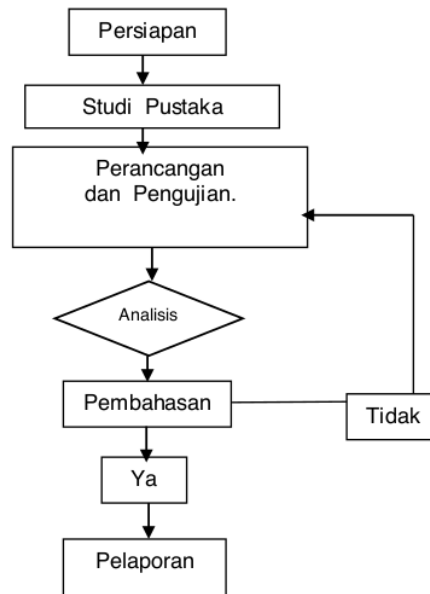 Persiapan
Studi Pustaka
Perancangan
dan Pengujian.
Analisis
Pembahasan
Tidak
Ya
Pelaporan